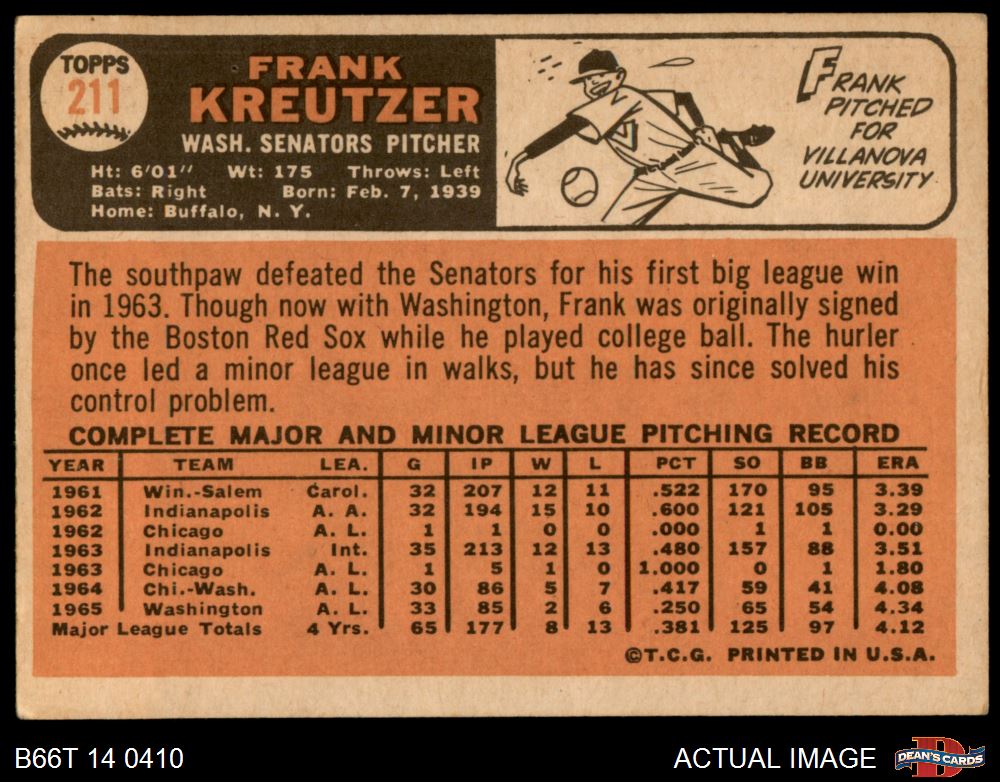 TOPPS
211
FRANK
KREUTZER
WASH. SENATORS PITCHER
Ht: 6'01" Wt: 175 Throws: Left
Bats: Right Born: Feb. 7, 1939
Home: Buffalo, N. Y.
FRANK
PITCHED
FOR
VILLANOVA
UNIVERSITY
The southpaw defeated the Senators for his first big league win
in 1963. Though now with Washington, Frank was originally signed
by the Boston Red Sox while he played college ball. The hurler
once led a minor league in walks, but he has since solved his
control problem.
COMPLETE MAJOR AND MINOR LEAGUE PITCHING RECORD
YEAR TEAM LEA. G IP W L PCT SO BB ERA
1961 Win.-Salem Carol. 32 207 12 11 .522 170 95 3.39
1962 Indianapolis A. A. 32 194 15 10 .600 121 105 3.29
1962 Chicago A. L. 1 1 0 0 .000 1 1 0.00
1963 Indianapolis Int. 35 213 12 13 .480 157 88 3.51
1963 Chicago A. L. 1 5 1 0 1.000 0 1 1.80
1964 Chi.-Wash. A. L. 30 86 5 7 .417 59 41 4.08
1965 Washington A. L. 33 85 2 6 .250 65 54 4.34
Major League Totals 4 Yrs. 65 177 8 13 .381 125 97 4.12
©T.C.G. PRINTED IN U.S.A.
B66T 14 0410
ACTUAL IMAGE
D
DEAN'S CARDS